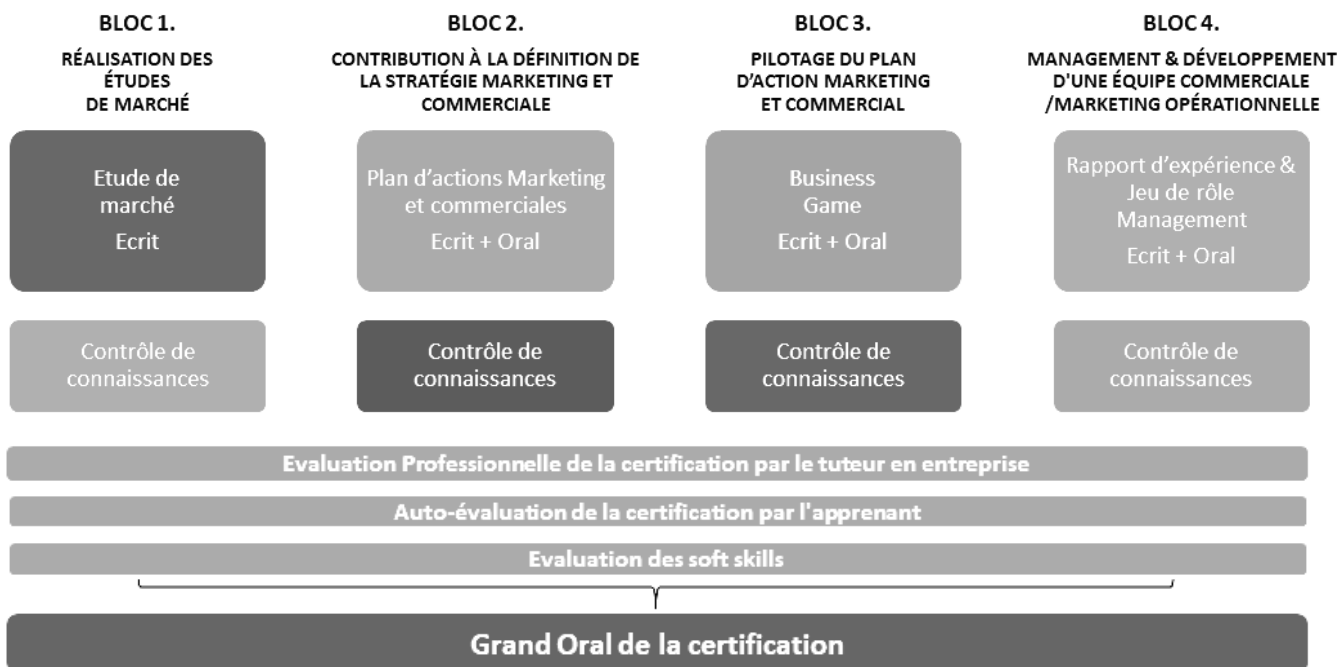 BLOC 1.
RÉALISATION DES
ÉTUDES
DE MARCHÉ
Etude de
marché
Ecrit
Contrôle de
connaissances
BLOC 2.
CONTRIBUTION À LA DÉFINITION DE
LA STRATÉGIE MARKETING ET
COMMERCIALE
Plan d’actions Marketing
et commerciales
Ecrit + Oral
Contrôle de
connaissances
BLOC 3.
PILOTAGE DU PLAN
D’ACTION MARKETING
ET COMMERCIAL
Business
Game
Ecrit + Oral
Contrôle de
connaissances
BLOC 4.
MANAGEMENT & DÉVELOPPEMENT
D'UNE ÉQUIPE COMMERCIALE
/MARKETING OPÉRATIONNELLE
Rapport d’expérience &
Jeu de rôle
Management
Ecrit + Oral
Contrôle de
connaissances
Evaluation Professionnelle de la certification par le tuteur en entreprise
Auto-évaluation de la certification par l'apprenant
Evaluation des soft skills
Grand Oral de la certification